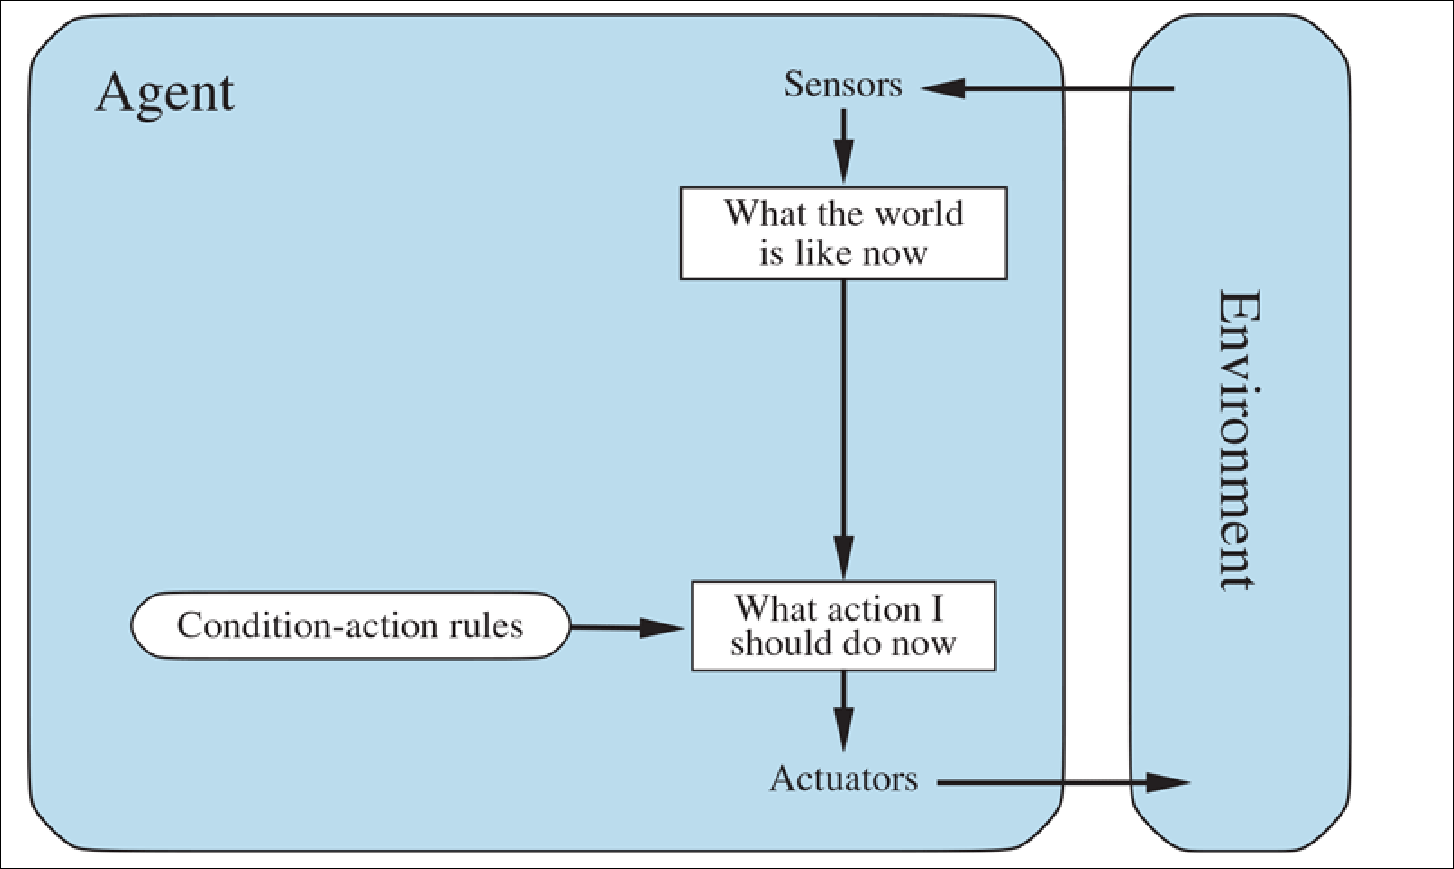 Agent
Sensors
What the world
is like now
Environment
Condition-action rules
What action I
should do now
Actuators